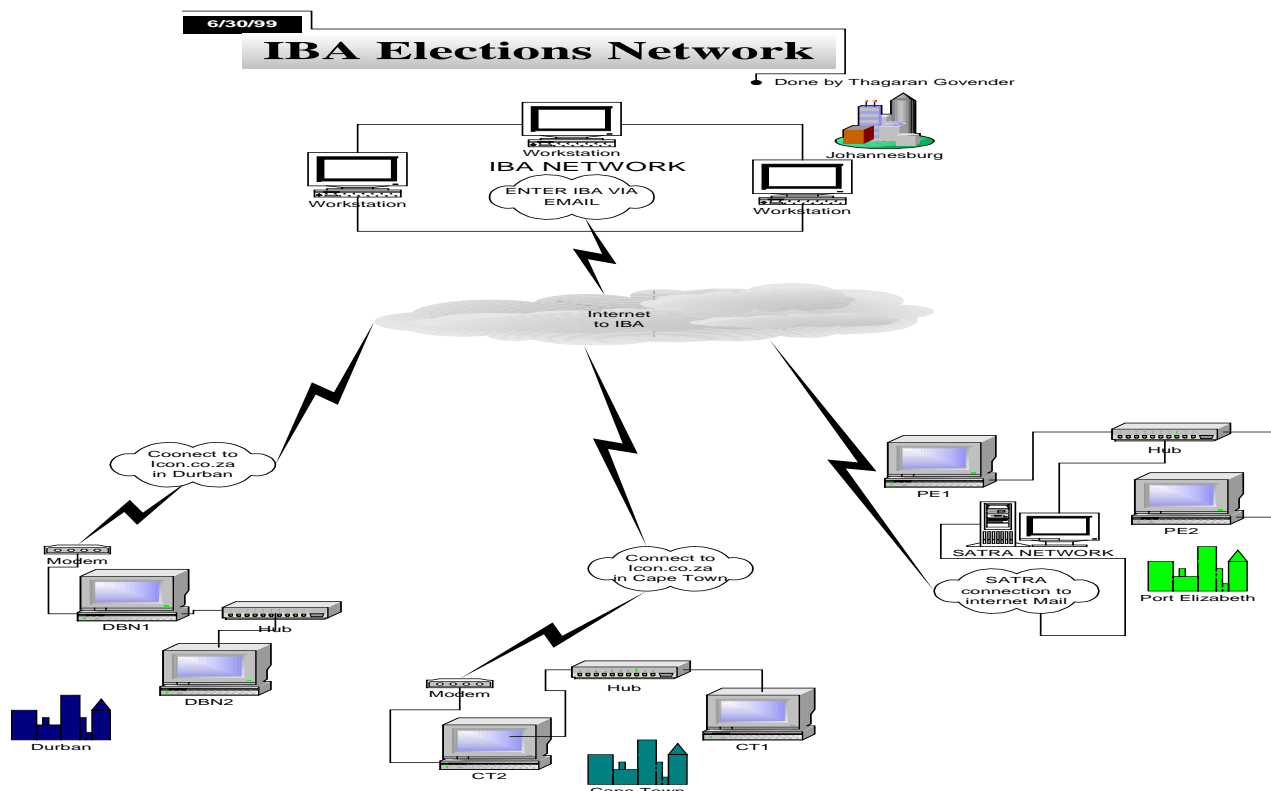 6/30/99
IBA Elections Network
Done by Thagaran Govender
Johannesburg
Workstation
IBA NETWORK
Workstation
Workstation
ENTER IBA VIA
EMAIL
Internet
to IBA
Coonect to
Icon.co.za
in Durban
Modem
DBN1
Hub
DBN2
Durban
Connect to
Icon.co.za
in Cape Town
Modem
Hub
CT1
CT2
Cape Town
PE1
Hub
PE2
SATRA NETWORK
SATRA
connection to
internet Mail
Port Elizabeth